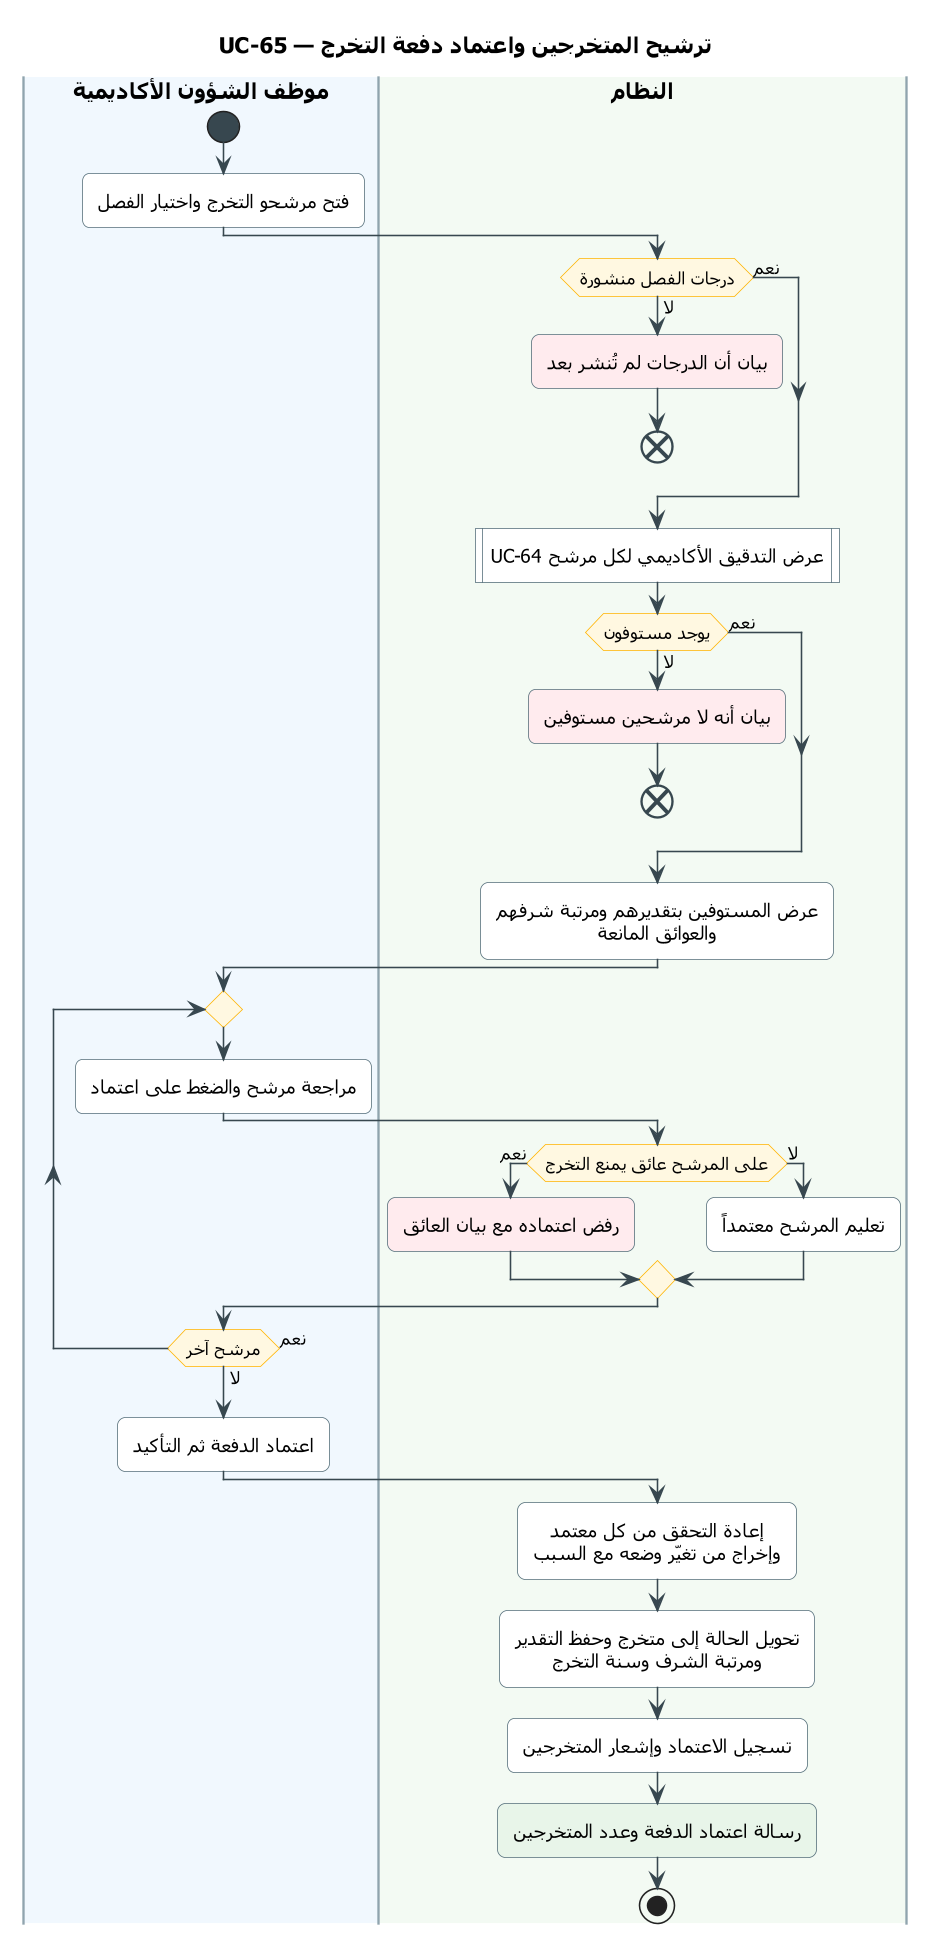 ترشيح المتخرجين واعتماد دفعة التخرج — UC-65
موظف الشؤون الأكاديمية
النظام
فتح مرشحو التخرج واختيار الفصل
درجات الفصل منشورة
نعم
لا
بيان أن الدرجات لم تُنشر بعد
عرض التدقيق الأكاديمي لكل مرشح UC-64
يوجد مستوفون
نعم
لا
بيان أنه لا مرشحين مستوفين
عرض المستوفين بتقديرهم ومرتبة شرفهم
والعوائق المانعة
مراجعة مرشح والضغط على اعتماد
على المرشح عائق يمنع التخرج
نعم
لا
رفض اعتماده مع بيان العائق
تعليم المرشح معتمداً
مرشح آخر
نعم
لا
اعتماد الدفعة ثم التأكيد
إعادة التحقق من كل معتمد
وإخراج من تغيّر وضعه مع السبب
تحويل الحالة إلى متخرج وحفظ التقدير
ومرتبة الشرف وسنة التخرج
تسجيل الاعتماد وإشعار المتخرجين
رسالة اعتماد الدفعة وعدد المتخرجين